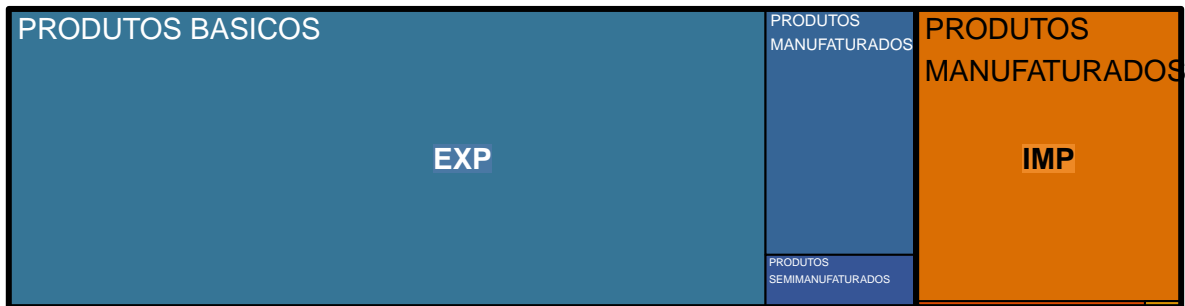 PRODUTOS BASICOS
EXP
PRODUTOS
MANUFATURADOS
PRODUTOS
SEMIMANUFATURADOS
PRODUTOS
MANUFATURADOS
IMP